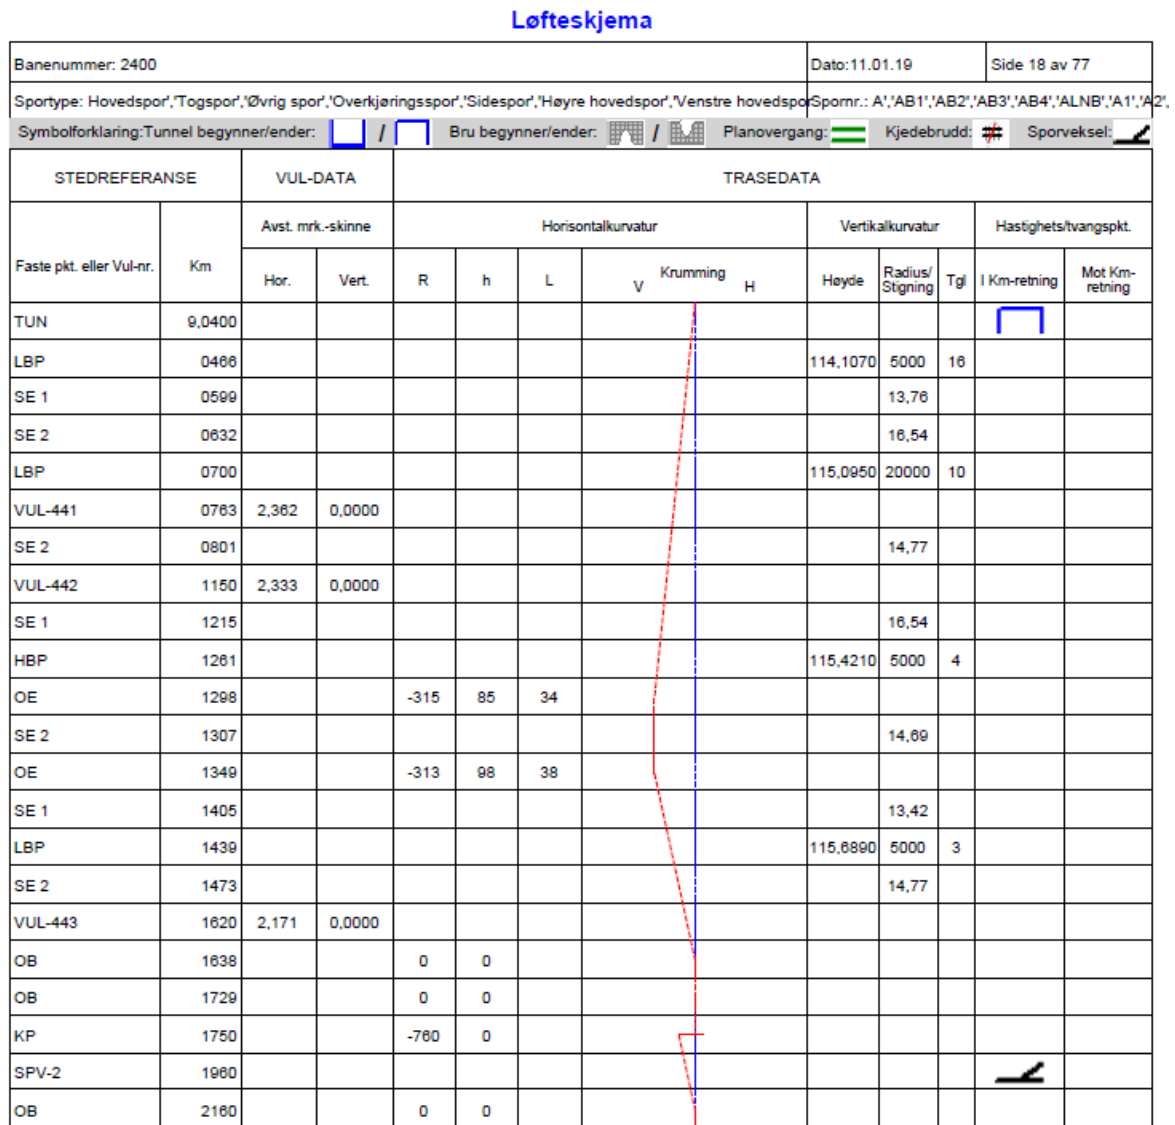 Løfteskjema
Banenummer: 2400 Dato:11.01.19 Side 18 av 77
Sportype: Hovedspor','Togspor','Øvrig spor','Overkjøringsspor','Sidespor','Høyre hovedspor','Venstre hovedspor Spornr.: A','AB1','AB2','AB3','AB4','ALNB','A1','A2',
Symbolforklaring:Tunnel begynner/ender: / Bru begynner/ender: / Planovergang: Kjedebrudd: Sporveksel:
STEDREFERANSE VUL-DATA TRASEDATA
Avst. mrk.-skinne Horisontalkurvatur Vertikalkurvatur Hastighets/tvangspkt.
Faste pkt. eller Vul-nr. Km Hor. Vert. R h L V Krumming H Høyde Radius/ Stigning Tgl I Km-retning Mot Km-retning
TUN 9,0400
LBP 0466 114,1070 5000 16
SE 1 0599 13,76
SE 2 0632 16,54
LBP 0700 115,0950 20000 10
VUL-441 0763 2,362 0,0000
SE 2 0801 14,77
VUL-442 1150 2,333 0,0000
SE 1 1215 16,54
HBP 1261 115,4210 5000 4
OE 1298 -315 85 34
SE 2 1307 14,69
OE 1349 -313 98 38
SE 1 1405 13,42
LBP 1439 115,6890 5000 3
SE 2 1473 14,77
VUL-443 1620 2,171 0,0000
OB 1638 0 0
OB 1729 0 0
KP 1750 -760 0
SPV-2 1960
OB 2160 0 0